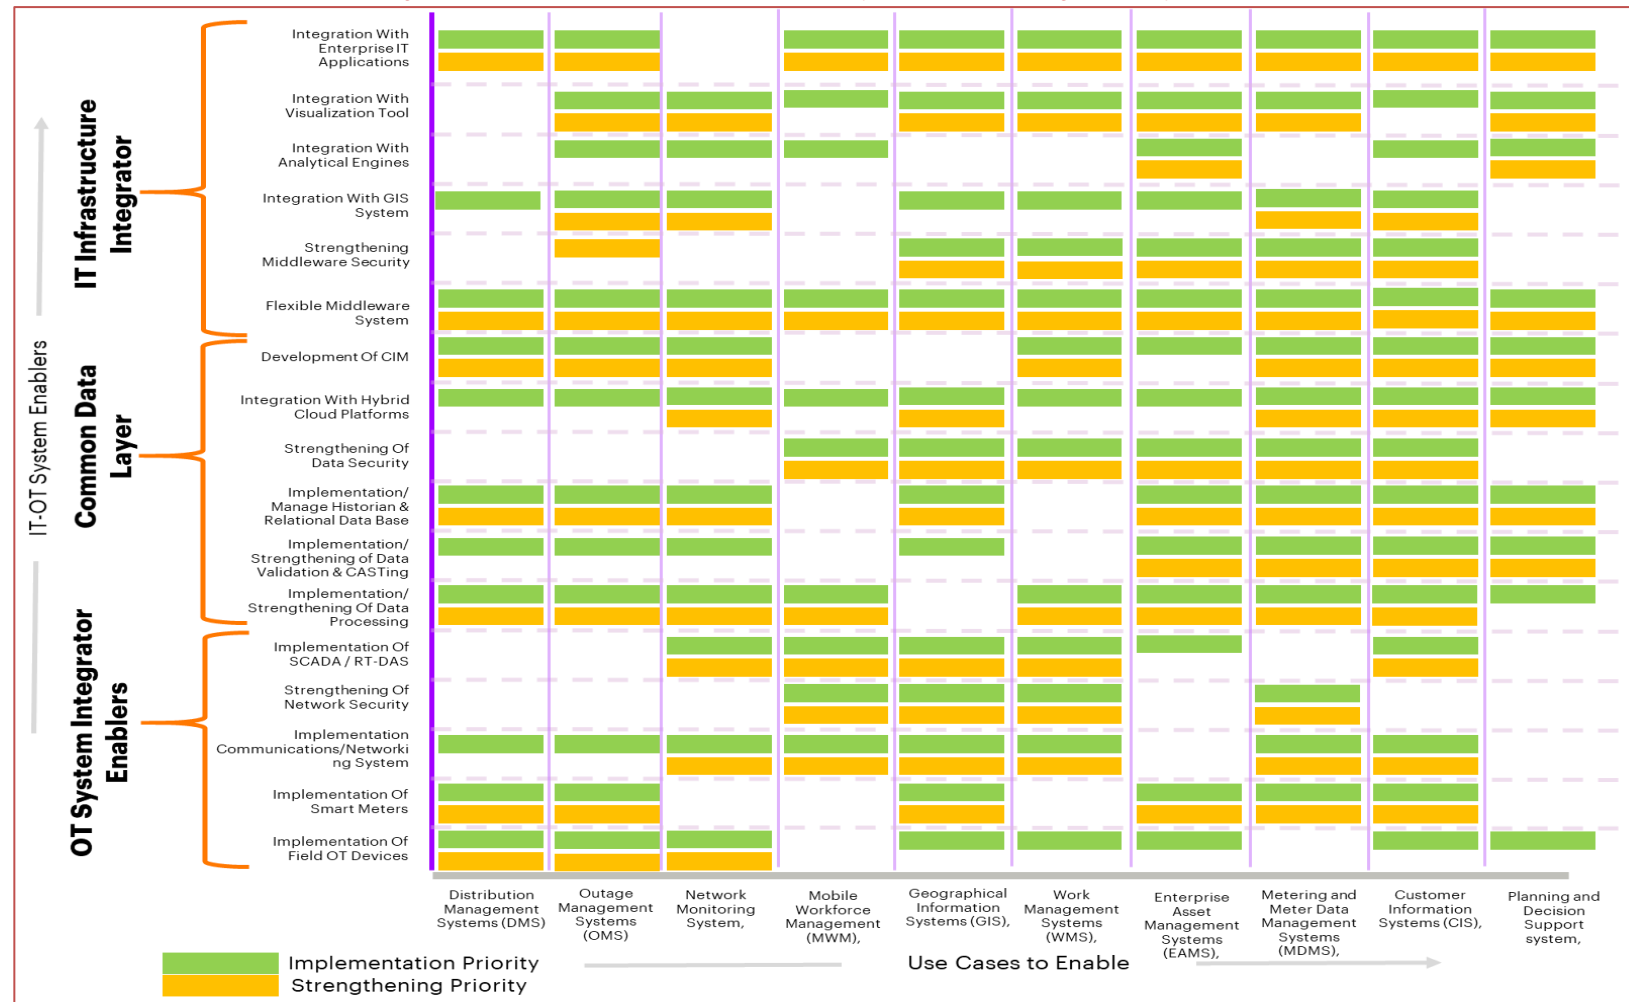 Integration With
Enterprise IT
Applications
Integration With
Visualization Tool
Integration With
Analytical Engines
Integration With GIS
System
Strengthening
Middleware Security
Flexible Middleware
System
Development Of CIM
Integration With Hybrid
Cloud Platforms
Strengthening Of
Data Security
Implementation/
Manage Historian &
Relational Data Base
Implementation/
Strengthening of Data
Validation & CASTing
Implementation/
Strengthening Of Data
Processing
Implementation Of
SCADA / RT-DAS
Strengthening Of
Network Security
Implementation
Communications/Networki
ng System
Implementation Of
Smart Meters
Implementation Of
Field OT Devices
IT Infrastructure
Integrator
Common Data
Layer
OT System Integrator
Enablers
IT-OT System Enablers
Distribution
Management
Systems (DMS)
Outage
Management
Systems
(OMS)
Network
Monitoring
System,
Mobile
Workforce
Management
(MWM),
Geographical
Information
Systems (GIS),
Work
Management
Systems
(WMS),
Enterprise
Asset
Management
Systems
(EAMS),
Metering and
Meter Data
Management
Systems
(MDMS),
Customer
Information
Systems (CIS),
Planning and
Decision
Support
system,
Implementation Priority
Strengthening Priority
Use Cases to Enable